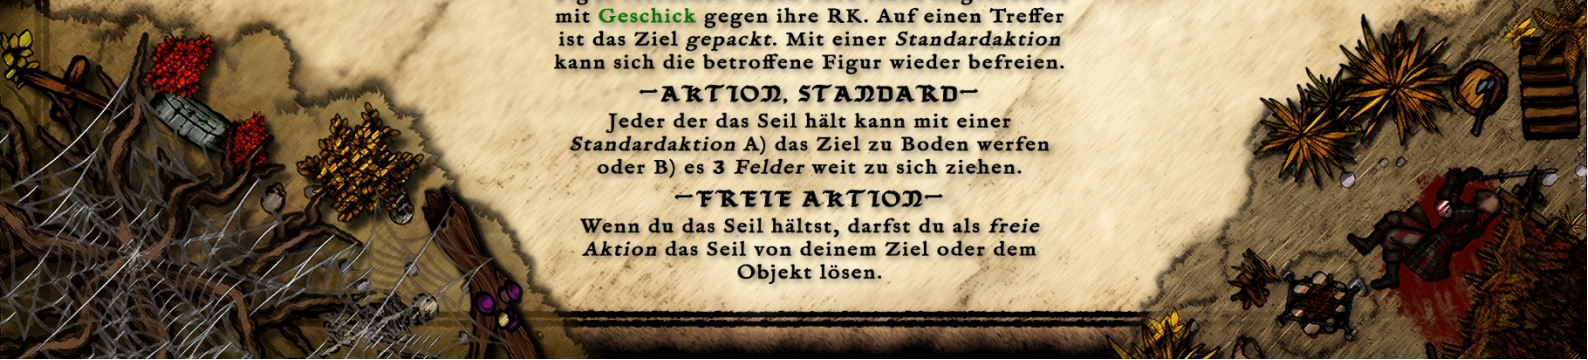 mit Geschick gegen ihre RK. Auf einen Treffer
ist das Ziel gepackt. Mit einer Standardaktion
kann sich die betroffene Figur wieder befreien.
–AKTION, STANDARD–
Jeder der das Seil hält kann mit einer
Standardaktion A) das Ziel zu Boden werfen
oder B) es 3 Felder weit zu sich ziehen.
–FREIE AKTION–
Wenn du das Seil hältst, darfst du als freie
Aktion das Seil von deinem Ziel oder dem
Objekt lösen.